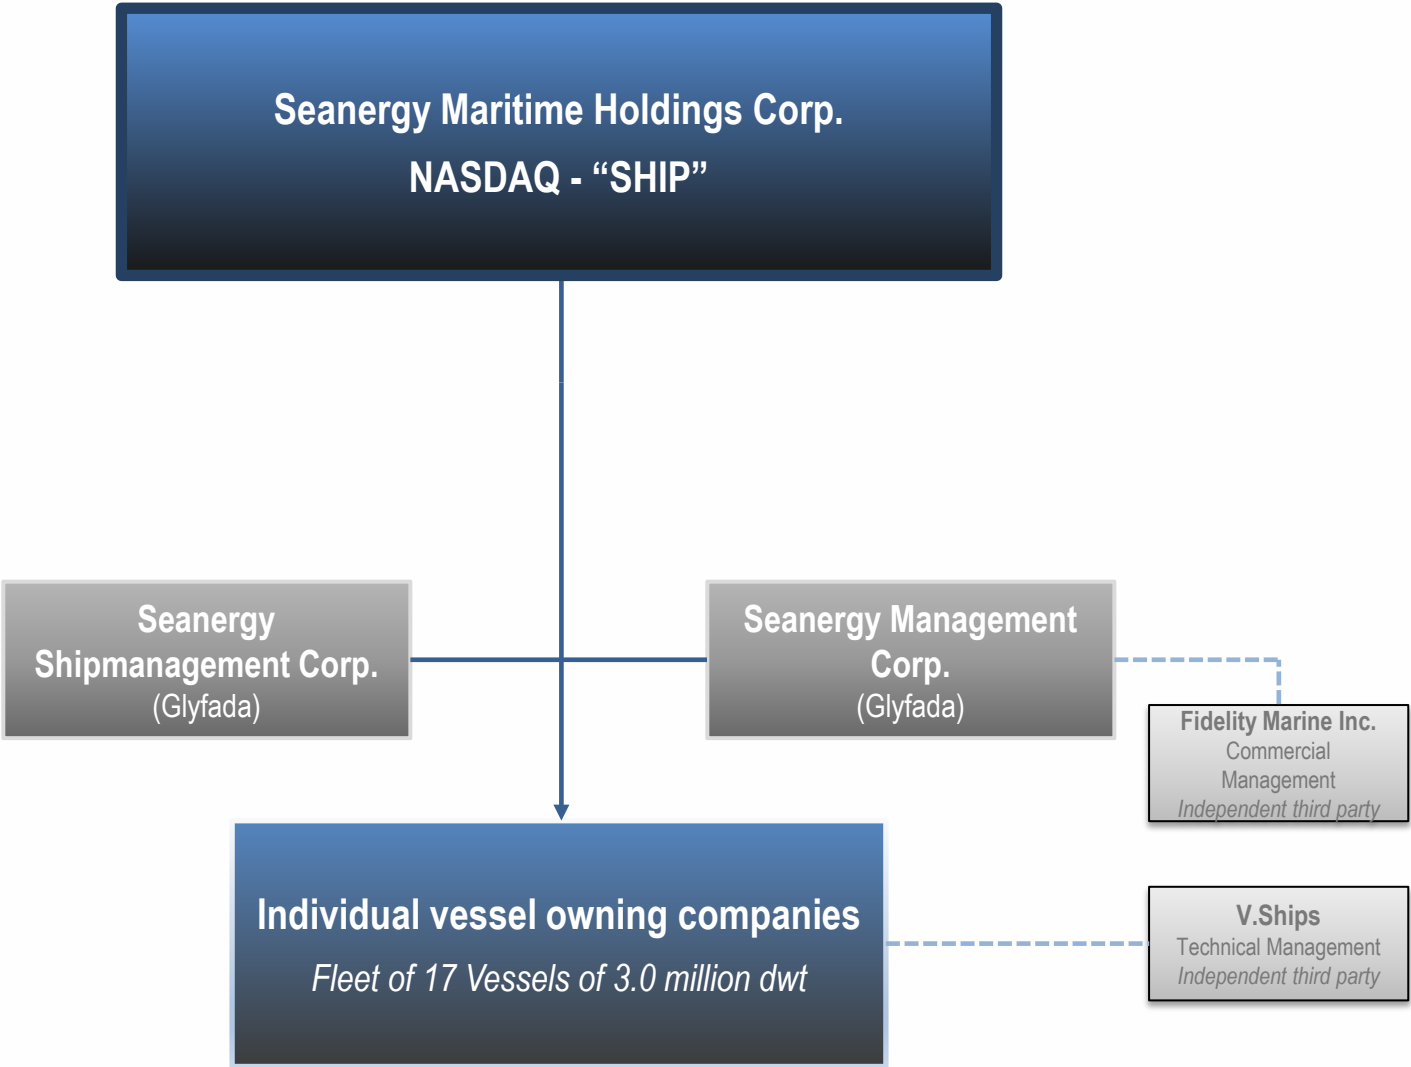 Seanergy Maritime Holdings Corp.
NASDAQ - “SHIP”
Seanergy
Shipmanagement Corp.
(Glyfada)
Seanergy Management
Corp.
(Glyfada)
Fidelity Marine Inc.
Commercial
Management
Independent third party
Individual vessel owning companies
Fleet of 17 Vessels of 3.0 million dwt
V.Ships
Technical Management
Independent third party